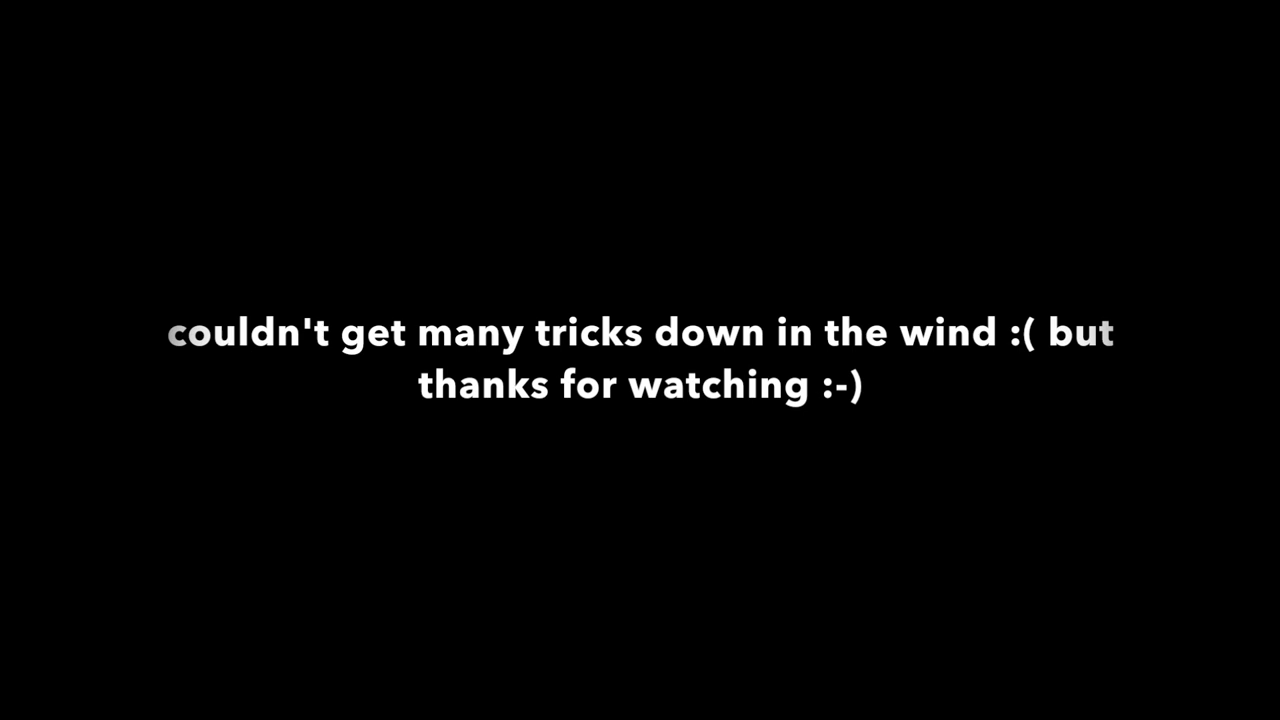 couldn't get many tricks down in the wind :( but
thanks for watching :-)